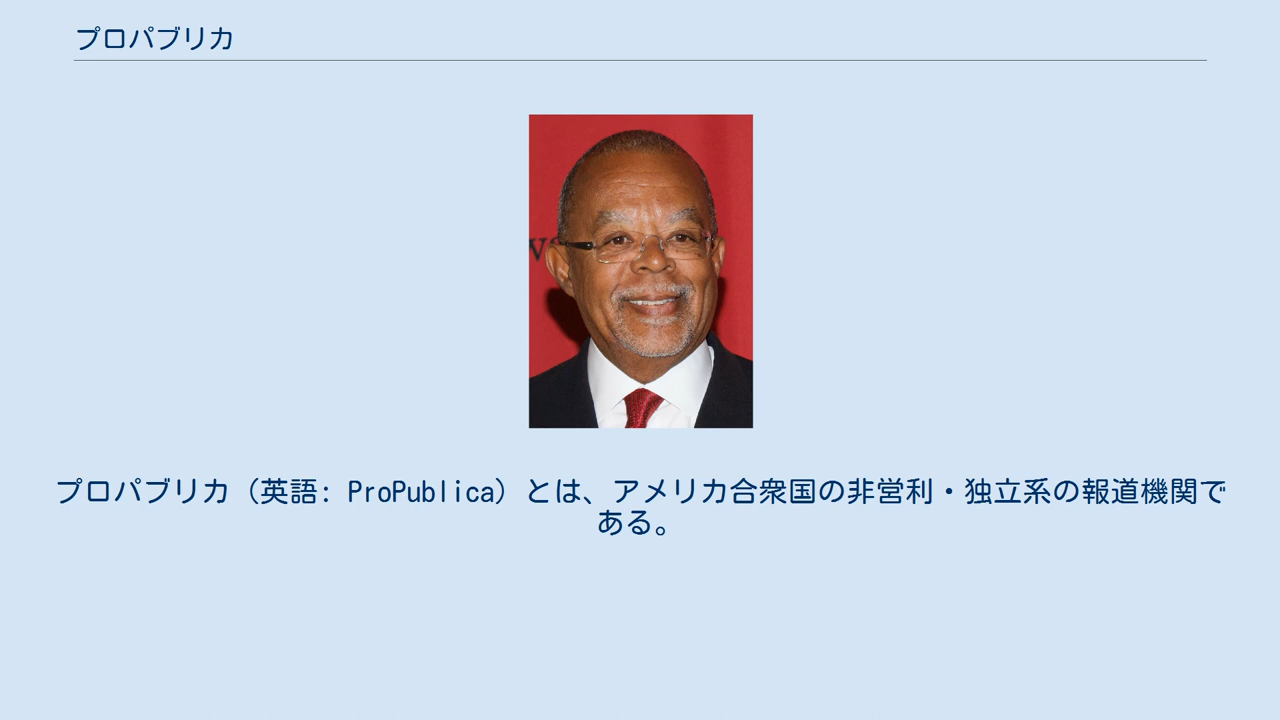 プロパブリカ
プロパブリカ（英語: ProPublica）とは、アメリカ合衆国の非営利・独立系の報道機関で
ある。